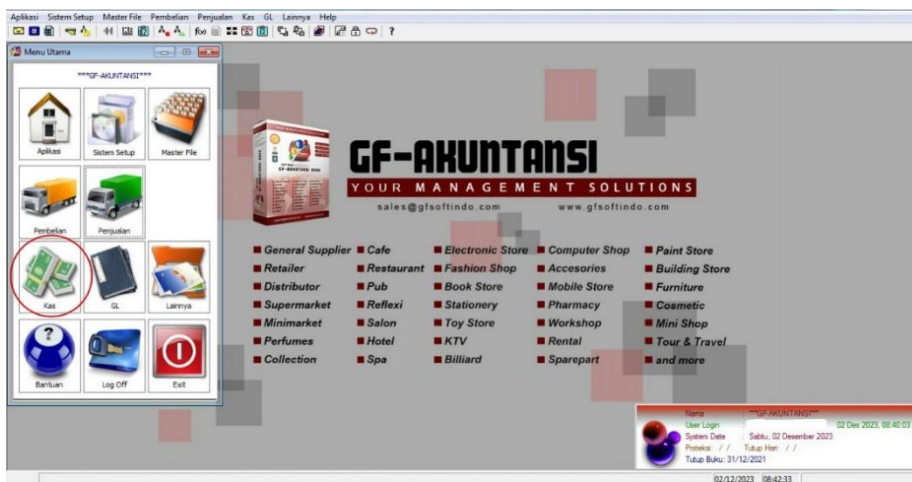 Aplikasi Sistem Setup Master File Pembelian Penjualan Kas GL Lainnya Help
Menu Utama
***GF-AKUNTANSI***
Aplikasi Sistem Setup Master File
Pembelian Penjualan
Kas GL Lainnya
Bantuan Log Off Exit
GF-AKUNTANSI
YOUR MANAGEMENT SOLUTIONS
sales@gfsoftindo.com www.gfsoftindo.com
General Supplier Cafe Electronic Store Computer Shop Paint Store
Retailer Restaurant Fashion Shop Accesories Building Store
Distributor Pub Book Store Mobile Store Furniture
Supermarket Reflexi Stationery Pharmacy Cosmetic
Minimarket Salon Toy Store Workshop Mini Shop
Perfumes Hotel KTV Rental Tour & Travel
Collection Spa Billiard Sparepart and more
Nama : ***GF-AKUNTANSI***
User Login : 02 Des 2023, 08:40:03
System Date : Sabtu, 02 Desember 2023
Proteksi: / / Tutup Hari: / /
Tutup Buku: 31/12/2021
02/12/2023 08:42:33